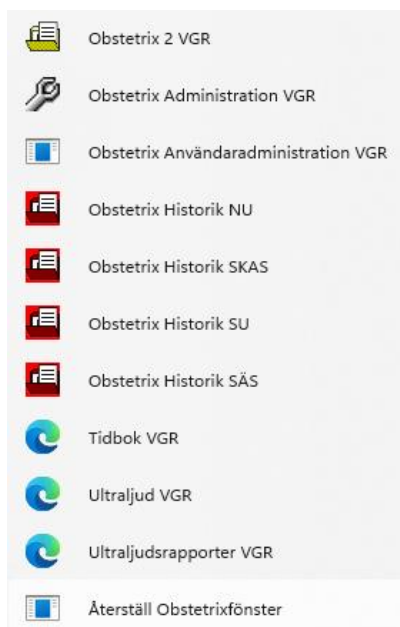 Obstetrix 2 VGR
Obstetrix Administration VGR
Obstetrix Användaradministration VGR
Obstetrix Historik NU
Obstetrix Historik SKAS
Obstetrix Historik SU
Obstetrix Historik SÄS
Tidbok VGR
Ultraljud VGR
Ultraljudsrapporter VGR
Återställ Obstetrixfönster